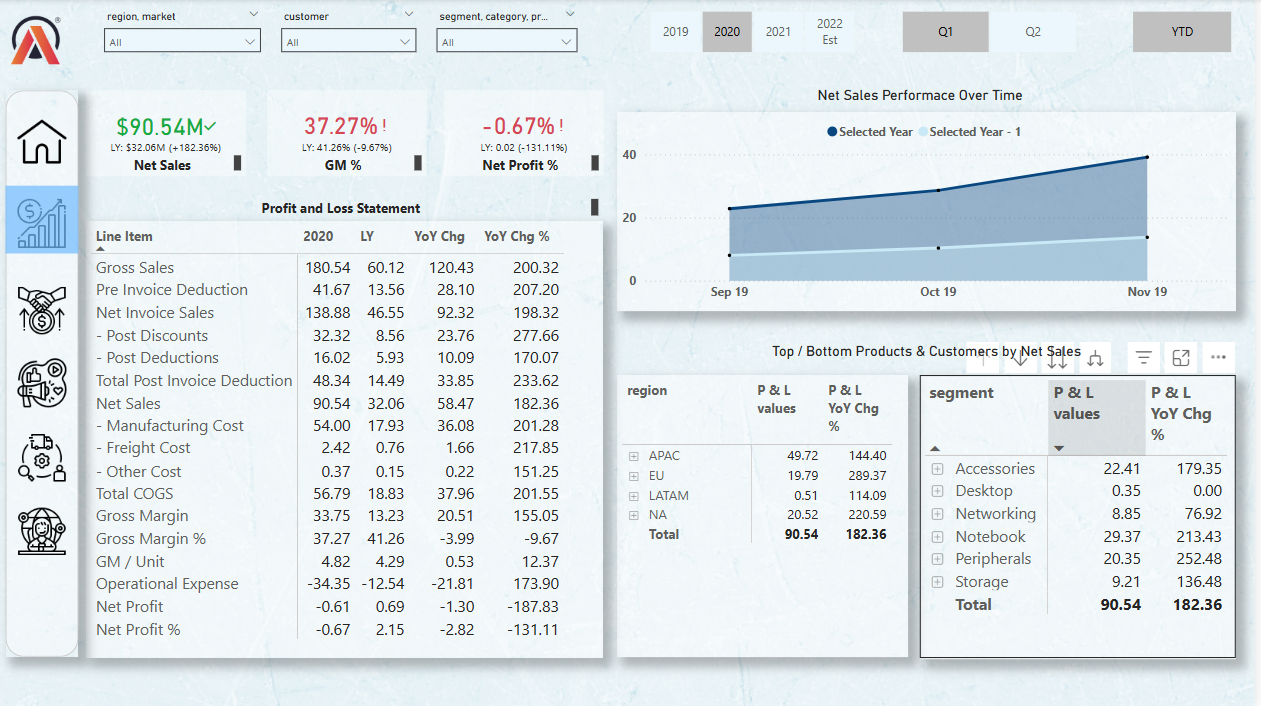 region, market
customer
segment, category, pr...
All
All
All
2019
2020
2021
2022
Est
Q1
Q2
YTD
$90.54M
LY: $32.06M (+182.36%)
Net Sales
37.27%!
LY: 41.26% (-9.67%)
GM %
-0.67%!
LY: 0.02 (-131.11%)
Net Profit %
Net Sales Performace Over Time
Selected Year
Selected Year - 1
40
20
0
Sep 19
Oct 19
Nov 19
Profit and Loss Statement
Line Item 2020 LY YoY Chg YoY Chg %
Gross Sales 180.54 60.12 120.43 200.32
Pre Invoice Deduction 41.67 13.56 28.10 207.20
Net Invoice Sales 138.88 46.55 92.32 198.32
- Post Discounts 32.32 8.56 23.76 277.66
- Post Deductions 16.02 5.93 10.09 170.07
Total Post Invoice Deduction 48.34 14.49 33.85 233.62
Net Sales 90.54 32.06 58.47 182.36
- Manufacturing Cost 54.00 17.93 36.08 201.28
- Freight Cost 2.42 0.76 1.66 217.85
- Other Cost 0.37 0.15 0.22 151.25
Total COGS 56.79 18.83 37.96 201.55
Gross Margin 33.75 13.23 20.51 155.05
Gross Margin % 37.27 41.26 -3.99 -9.67
GM / Unit 4.82 4.29 0.53 12.37
Operational Expense -34.35 -12.54 -21.81 173.90
Net Profit -0.61 0.69 -1.30 -187.83
Net Profit % -0.67 2.15 -2.82 -131.11
Top / Bottom Products & Customers by Net Sales
region
P & L
values
P & L
YoY Chg
%
APAC 49.72 144.40
EU 19.79 289.37
LATAM 0.51 114.09
NA 20.52 220.59
Total 90.54 182.36
segment
P & L
values
P & L
YoY Chg
%
Accessories 22.41 179.35
Desktop 0.35 0.00
Networking 8.85 76.92
Notebook 29.37 213.43
Peripherals 20.35 252.48
Storage 9.21 136.48
Total 90.54 182.36